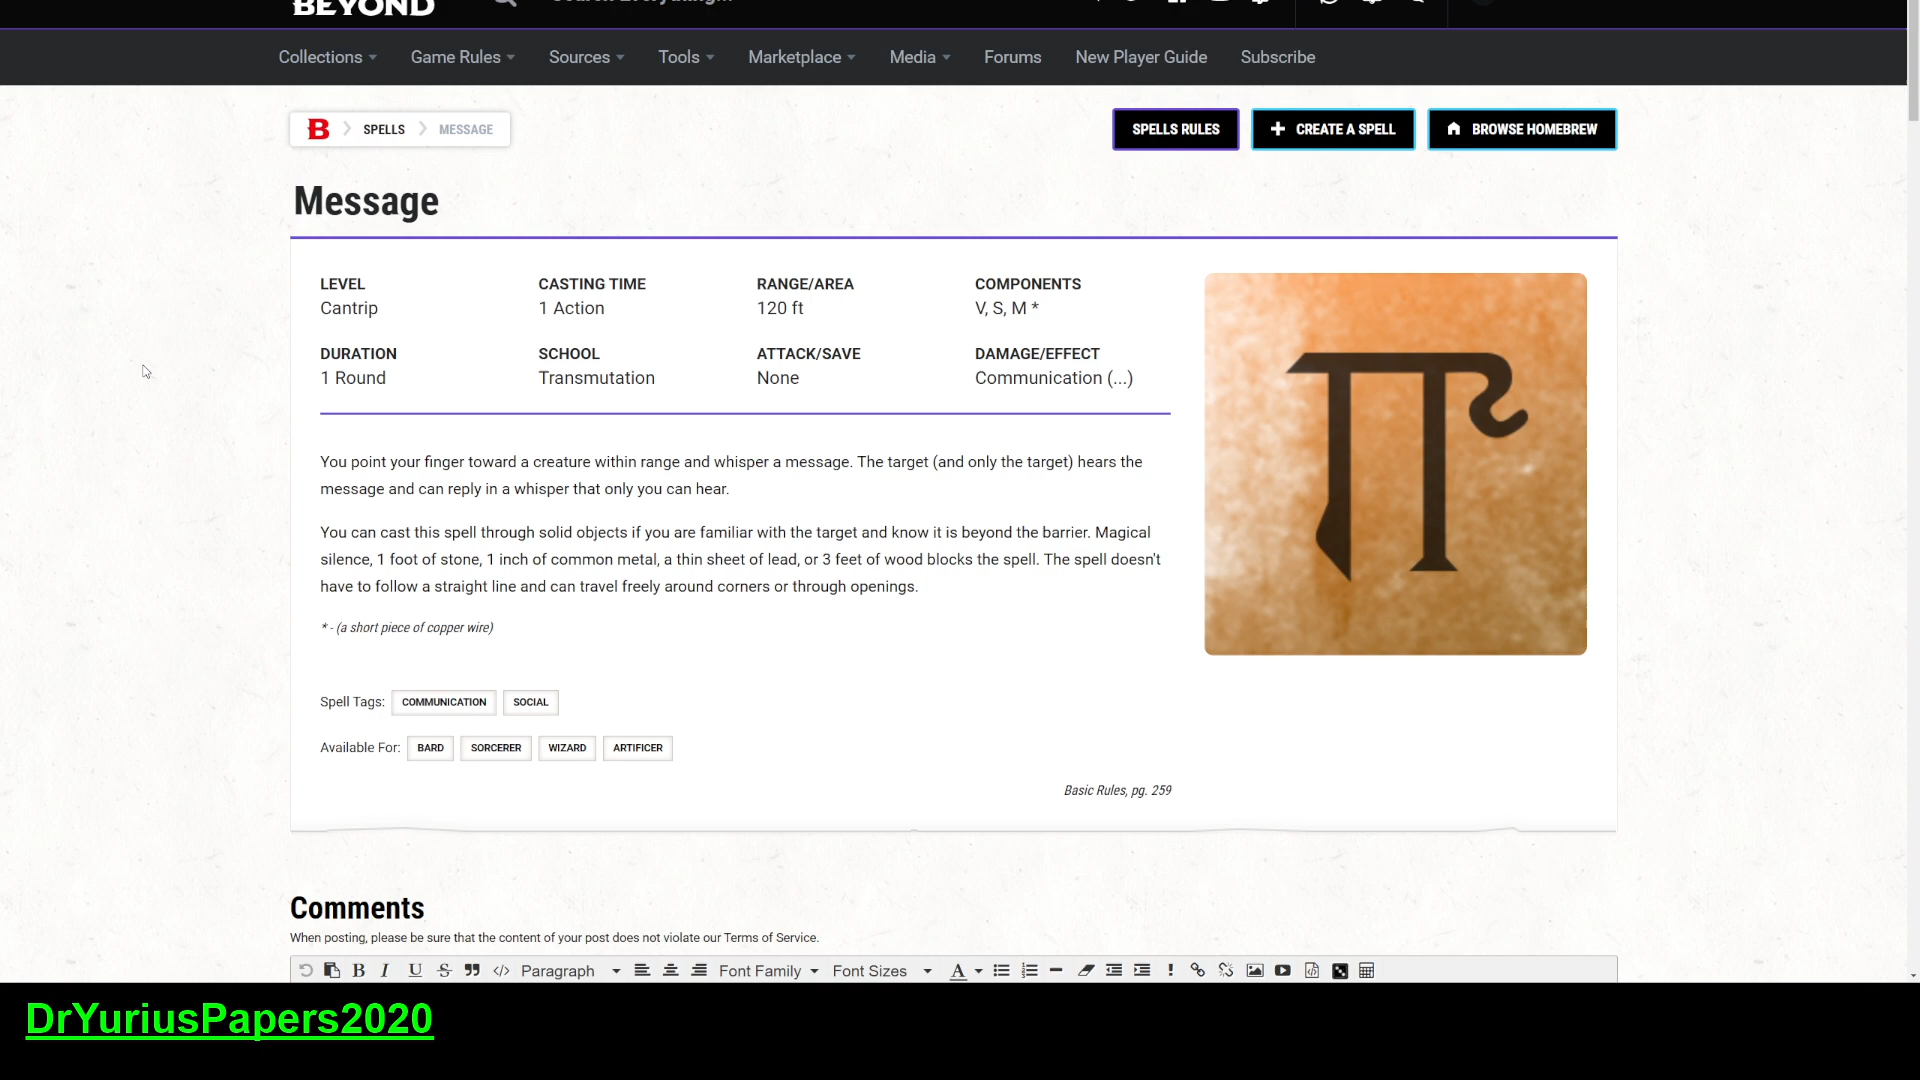 BEYOND
Collections Game Rules Sources Tools Marketplace Media Forums New Player Guide Subscribe
B SPELLS MESSAGE
SPELLS RULES CREATE A SPELL BROWSE HOMEBREW
Message
LEVEL CASTING TIME RANGE/AREA COMPONENTS
Cantrip 1 Action 120 ft V, S, M *
DURATION SCHOOL ATTACK/SAVE DAMAGE/EFFECT
1 Round Transmutation None Communication (...)
You point your finger toward a creature within range and whisper a message. The target (and only the target) hears the
message and can reply in a whisper that only you can hear.
You can cast this spell through solid objects if you are familiar with the target and know it is beyond the barrier. Magical
silence, 1 foot of stone, 1 inch of common metal, a thin sheet of lead, or 3 feet of wood blocks the spell. The spell doesn't
have to follow a straight line and can travel freely around corners or through openings.
* - (a short piece of copper wire)
Spell Tags: COMMUNICATION SOCIAL
Available For: BARD SORCERER WIZARD ARTIFICER
Basic Rules, pg. 259
Comments
When posting, please be sure that the content of your post does not violate our Terms of Service.
B I U S Paragraph Font Family Font Sizes A
DrYuriusPapers2020